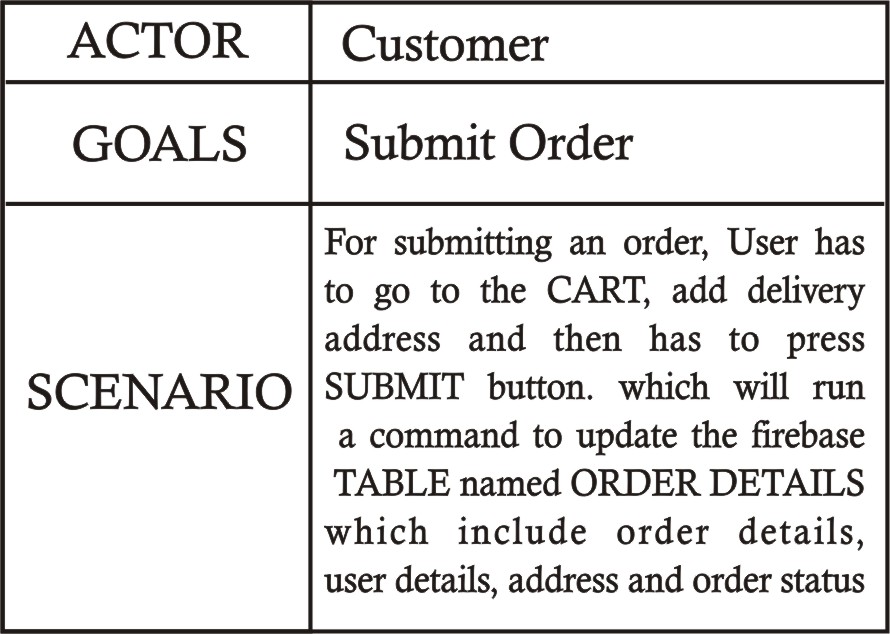 ACTOR
Customer
GOALS
Submit Order
SCENARIO
For submitting an order, User has
to go to the CART, add delivery
address and then has to press
SUBMIT button. which will run
a command to update the firebase
TABLE named ORDER DETAILS
which include order details,
user details, address and order status